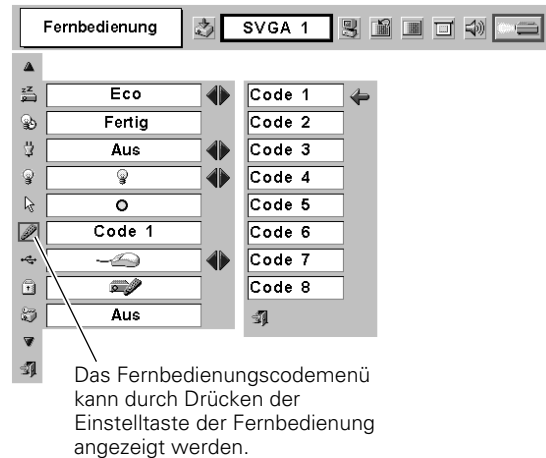 Fernbedienung
SVGA 1
Eco
Fertig
Aus
Code 1
Aus
Code 1
Code 2
Code 3
Code 4
Code 5
Code 6
Code 7
Code 8
Das Fernbedienungscodemenü
kann durch Drücken der
Einstelltaste der Fernbedienung
angezeigt werden.